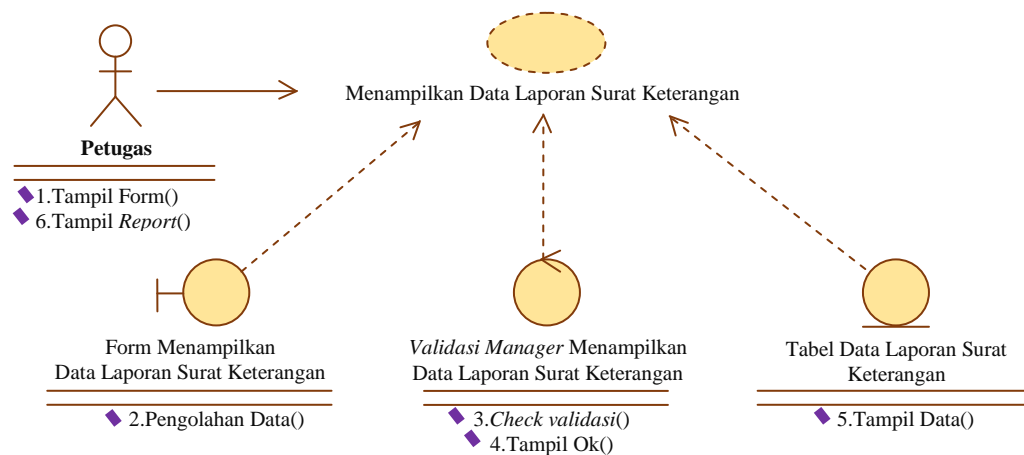 Menampilkan Data Laporan Surat Keterangan
Petugas
1.Tampil Form()
6.Tampil Report()
Form Menampilkan
Data Laporan Surat Keterangan
2.Pengolahan Data()
Validasi Manager Menampilkan
Data Laporan Surat Keterangan
3.Check validasi()
4.Tampil Ok()
Tabel Data Laporan Surat
Keterangan
5.Tampil Data()